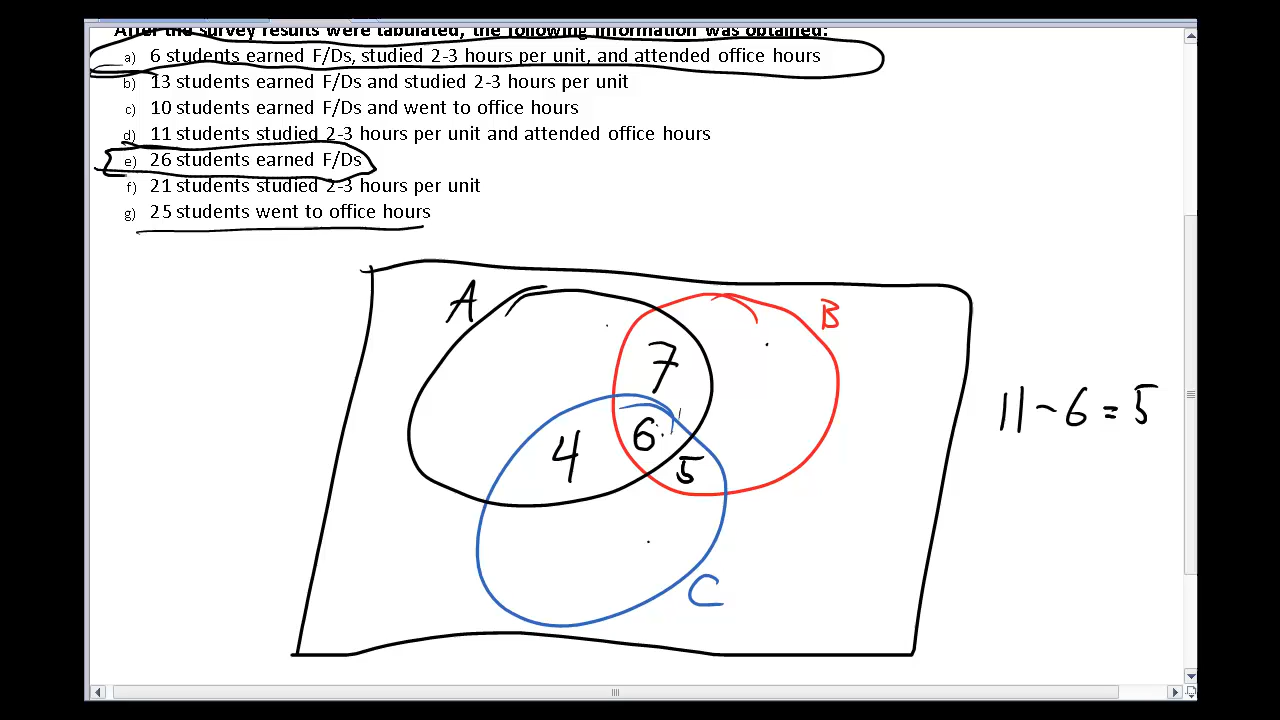 After the survey results were tabulated, the following information was obtained:
a) 6 students earned F/Ds, studied 2-3 hours per unit, and attended office hours
b) 13 students earned F/Ds and studied 2-3 hours per unit
c) 10 students earned F/Ds and went to office hours
d) 11 students studied 2-3 hours per unit and attended office hours
e) 26 students earned F/Ds
f) 21 students studied 2-3 hours per unit
g) 25 students went to office hours
A
B
7
11-6=5
4
6
5
C